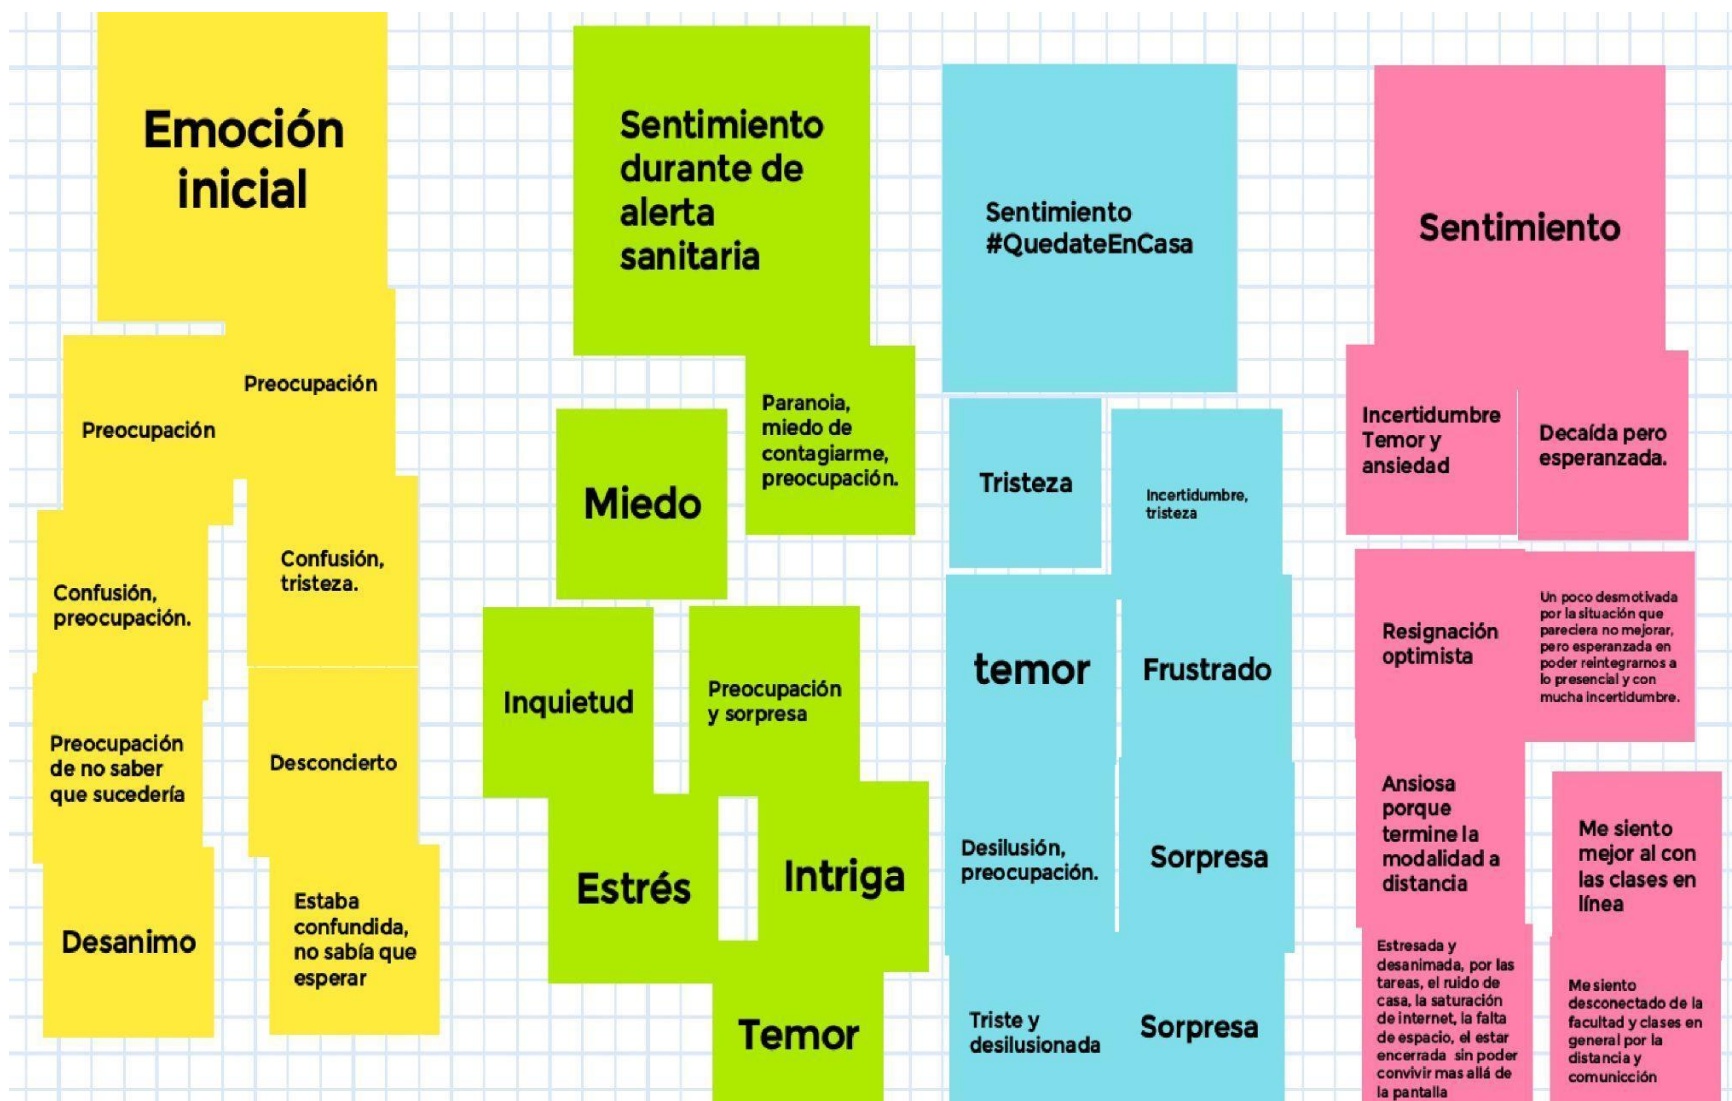 Emoción
inicial
Preocupación
Preocupación
Confusión,
preocupación.
Confusión,
tristeza.
Preocupación
de no saber
que sucedería
Desconcierto
Desanimo
Estaba
confundida,
no sabía que
esperar
Sentimiento
durante de
alerta
sanitaria
Miedo
Paranoia,
miedo de
contagiarme,
preocupación.
Inquietud
Preocupación
y sorpresa
Estrés
Intriga
Temor
Sentimiento
#QuedateEnCasa
Tristeza
Incertidumbre,
tristeza
temor
Frustrado
Desilusión,
preocupación.
Sorpresa
Triste y
desilusionada
Sorpresa
Sentimiento
Incertidumbre
Temor y
ansiedad
Decaída pero
esperanzada.
Resignación
optimista
Un poco desmotivada
por la situación que
pareciera no mejorar,
pero esperanzada en
poder reintegrarnos a
lo presencial y con
mucha incertidumbre.
Ansiosa
porque
termine la
modalidad a
distancia
Me siento
mejor al con
las clases en
línea
Estresada y
desanimada, por las
tareas, el ruido de
casa, la saturación
de internet, la falta
de espacio, el estar
encerrada sin poder
convivir mas allá de
la pantalla
Me siento
desconectado de la
facultad y clases en
general por la
distancia y
comunicción